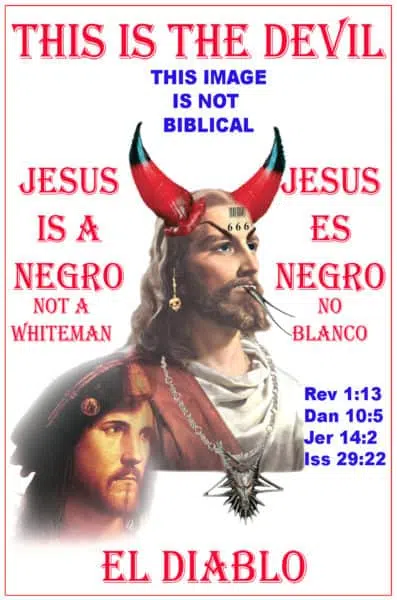 THIS IS THE DEVIL
THIS IMAGE
IS NOT
BIBLICAL
JESUS
IS A
NEGRO
NOT A
WHITEMAN
JESUS
ES
NEGRO
NO
BLANCO
666
Rev 1:13
Dan 10:5
Jer 14:2
Iss 29:22
EL DIABLO